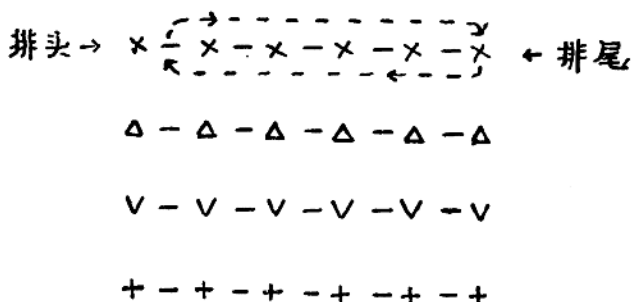 排头→ × - × - × - × - × - × ←排尾
△ - △ - △ - △ - △ - △
V - V - V - V - V - V
+ - + - + - + - + - +